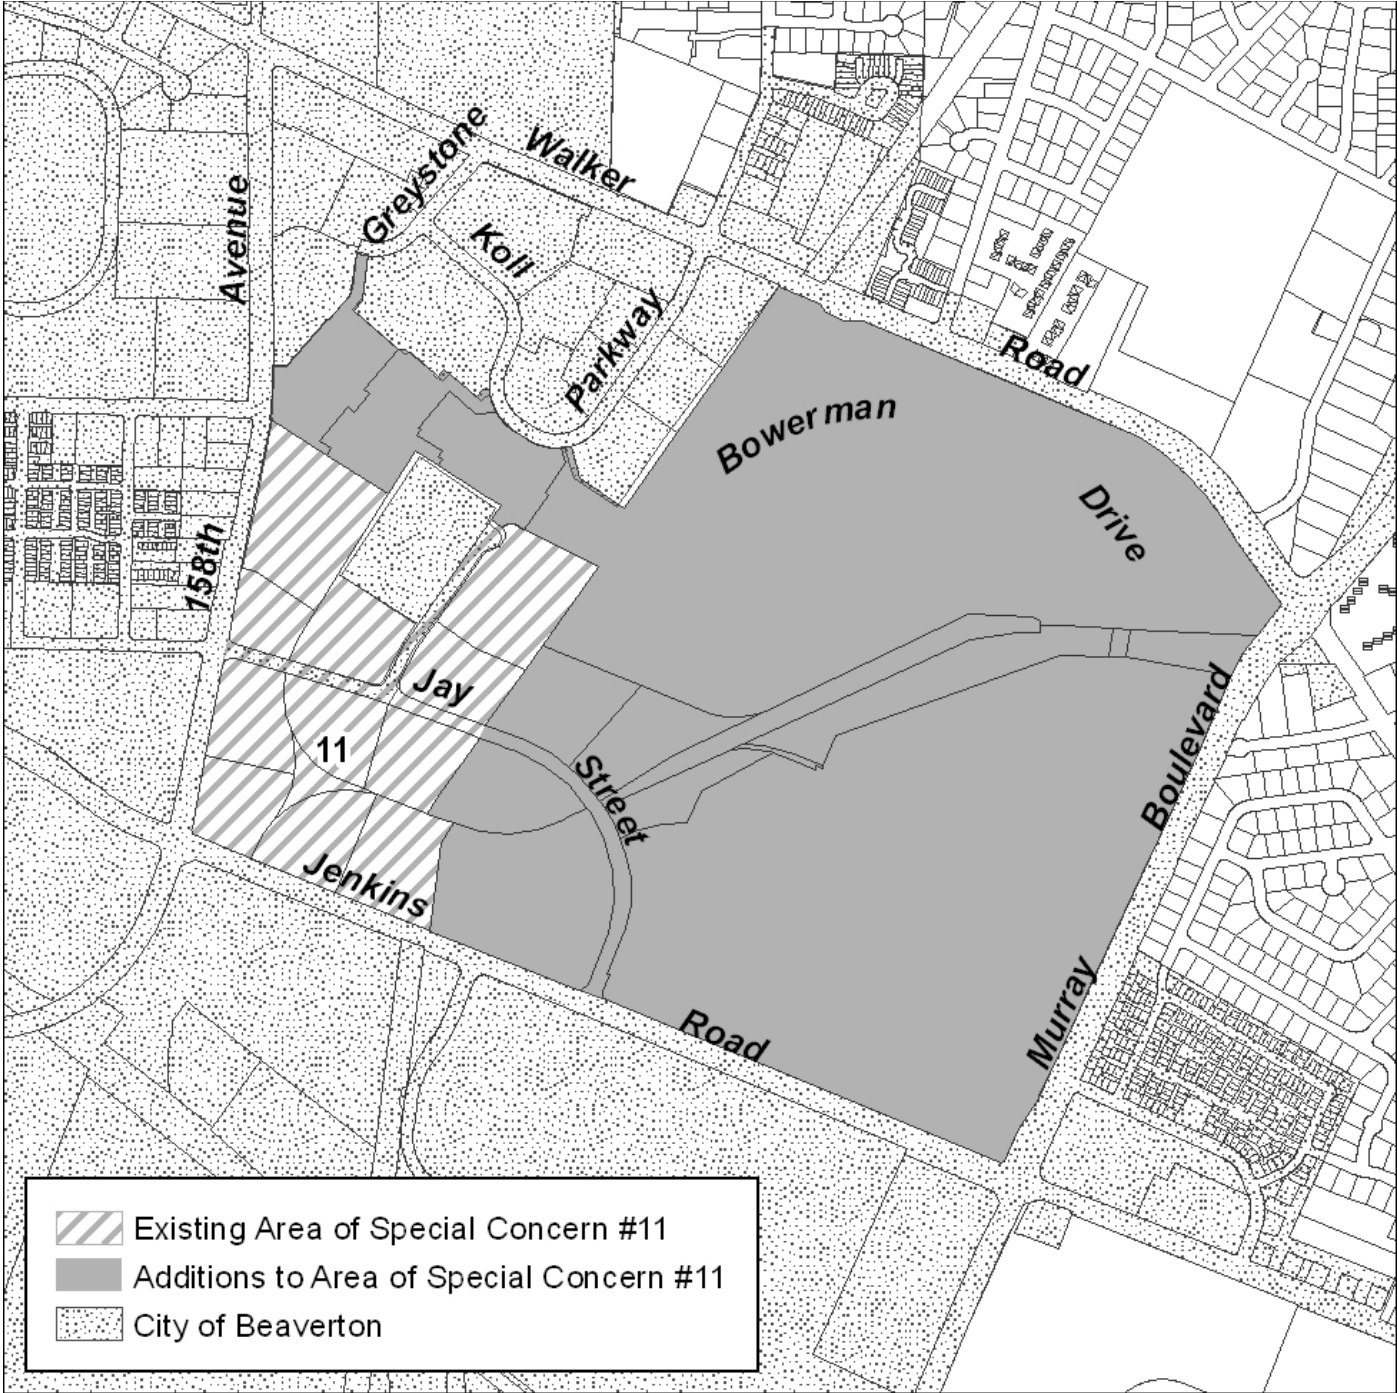 Greystone
Walker
Avenue
Koll
Parkway
Road
Bowerman
Drive
158th
Jay
Boulevard
11
Street
Jenkins
Murray
Road
Existing Area of Special Concern #11
Additions to Area of Special Concern #11
City of Beaverton